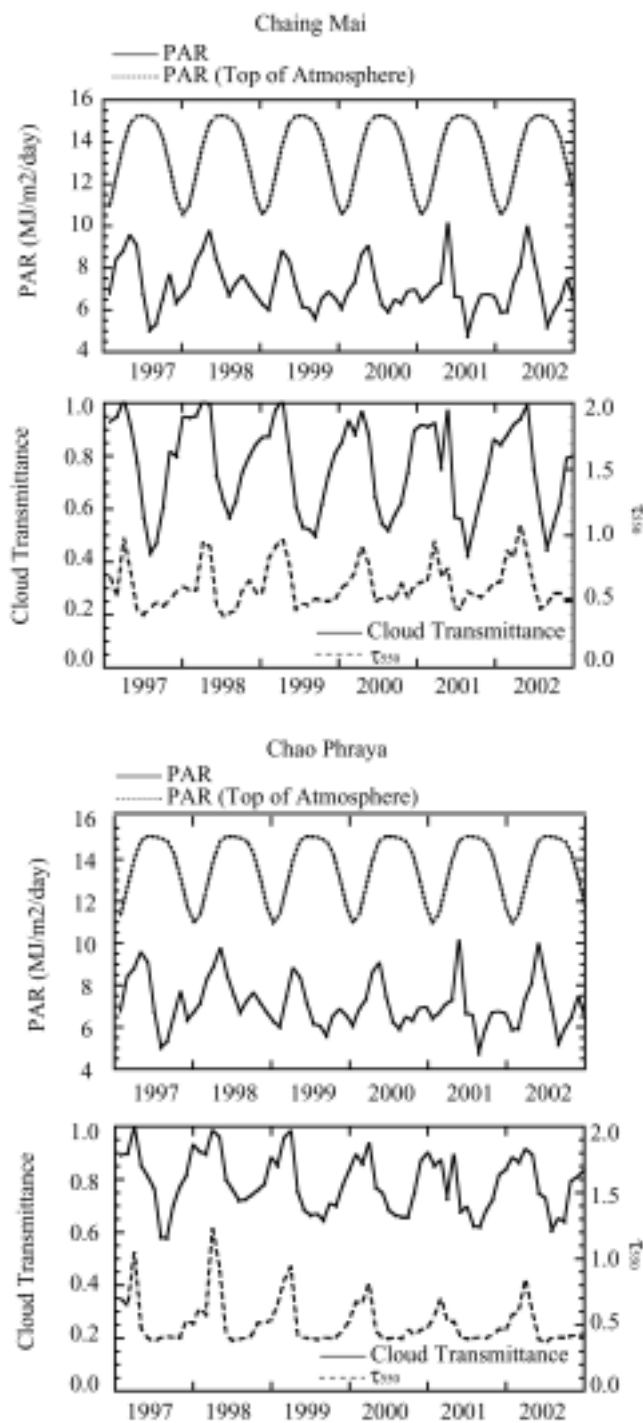 Chaing Mai
PAR
PAR (Top of Atmosphere)
16
14
12
10
8
6
4
PAR (MJ/m2/day)
1997 1998 1999 2000 2001 2002
1.0
0.8
0.6
0.4
0.2
0.0
Cloud Transmittance
2.0
1.5
1.0
0.5
0.0
τ550
Cloud Transmittance
τ550
1997 1998 1999 2000 2001 2002
Chao Phraya
PAR
PAR (Top of Atmosphere)
16
14
12
10
8
6
4
PAR (MJ/m2/day)
1997 1998 1999 2000 2001 2002
1.0
0.8
0.6
0.4
0.2
0.0
Cloud Transmittance
2.0
1.5
1.0
0.5
0.0
τ550
Cloud Transmittance
τ550
1997 1998 1999 2000 2001 2002